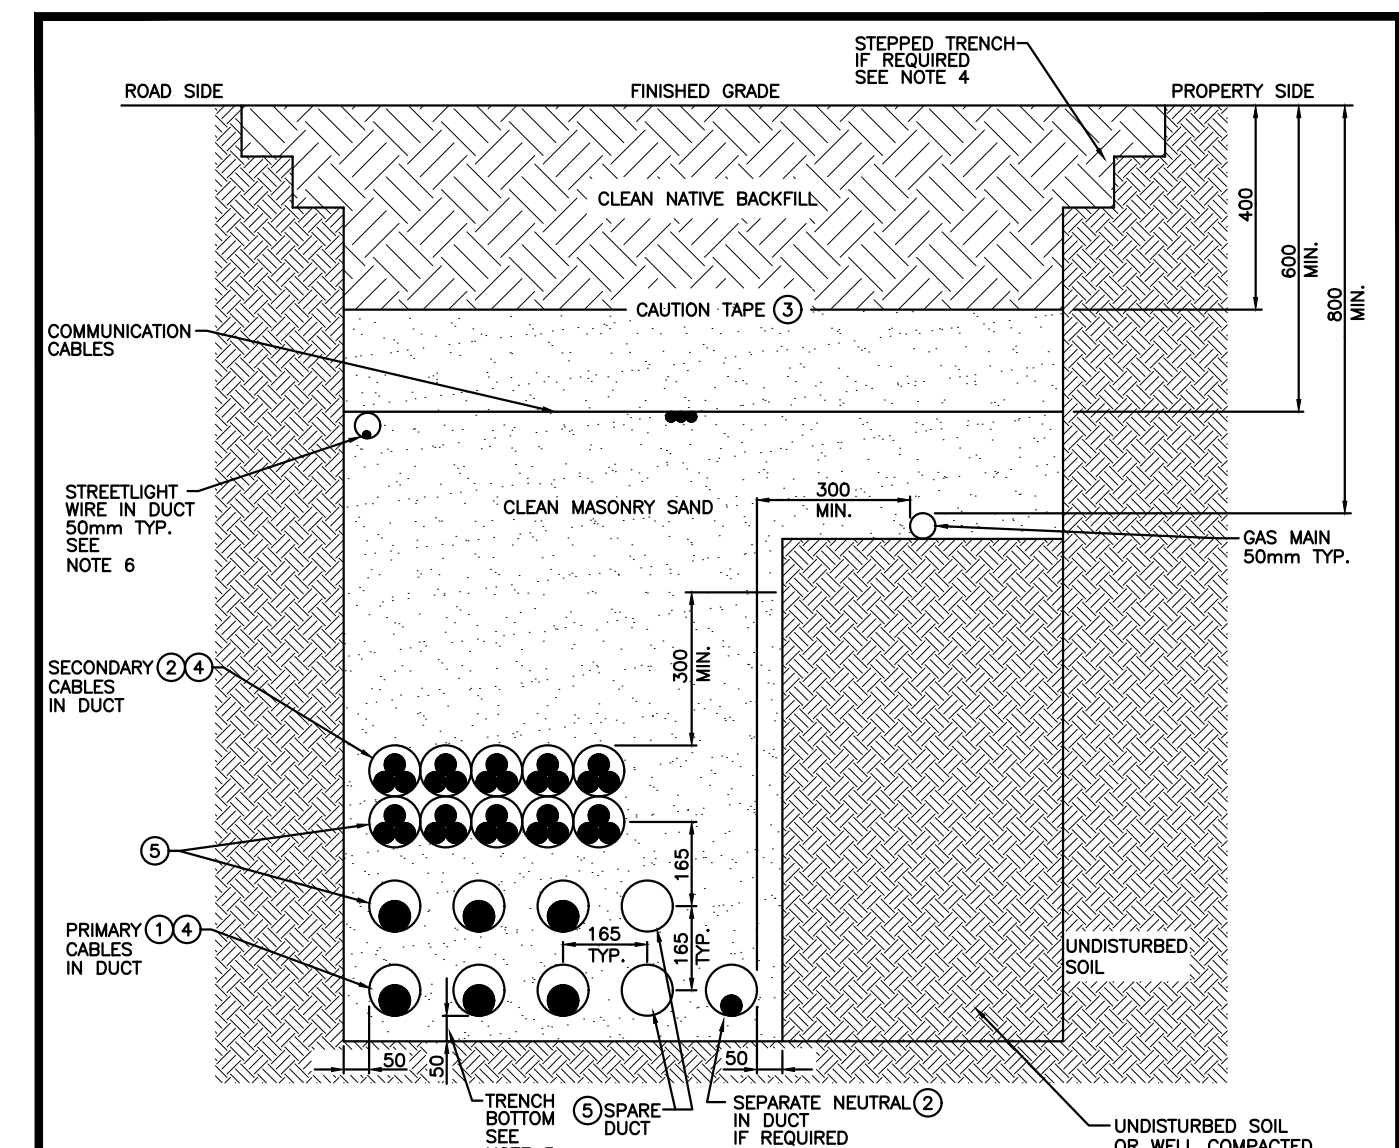 STEPPED TRENCH
IF REQUIRED
SEE NOTE 4
ROAD SIDE
FINISHED GRADE
PROPERTY SIDE
CLEAN NATIVE BACKFILL
400
600
MIN.
800
MIN.
CAUTION TAPE 3
COMMUNICATION
CABLES
STREETLIGHT
WIRE IN DUCT
50mm TYP.
SEE
NOTE 6
CLEAN MASONRY SAND
300
MIN.
GAS MAIN
50mm TYP.
300
MIN.
SECONDARY 2 4
CABLES
IN DUCT
5
165
165
TYP.
165
TYP.
PRIMARY 1 4
CABLES
IN DUCT
UNDISTURBED
SOIL
50
50
50
TRENCH
BOTTOM
SEE
5 SPARE
DUCT
SEPARATE NEUTRAL 2
IN DUCT
IF REQUIRED
UNDISTURBED SOIL
OR WELL COMPACTED